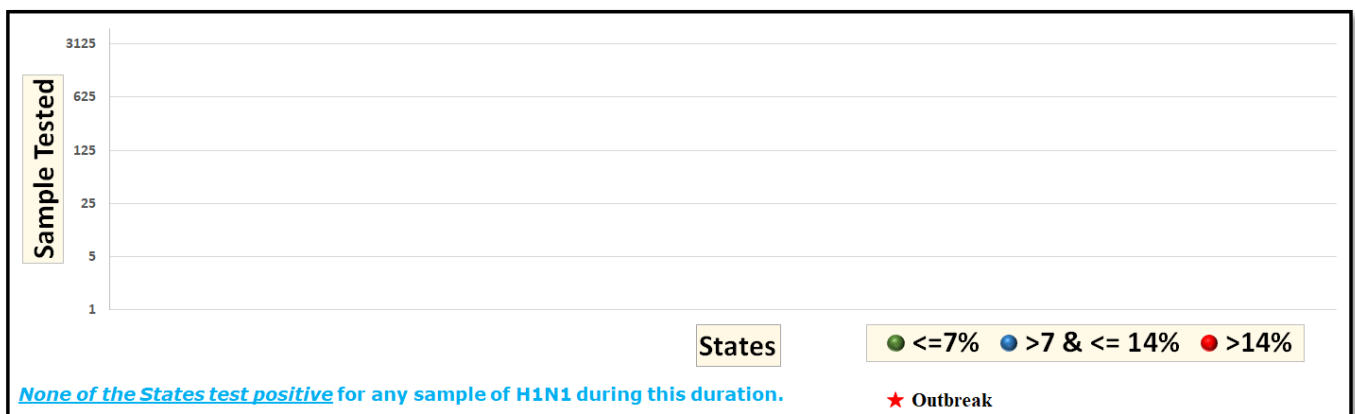 3125
625
125
25
5
1
Sample Tested
States
<=7% >7 & <= 14% >14%
None of the States test positive for any sample of H1N1 during this duration.
Outbreak